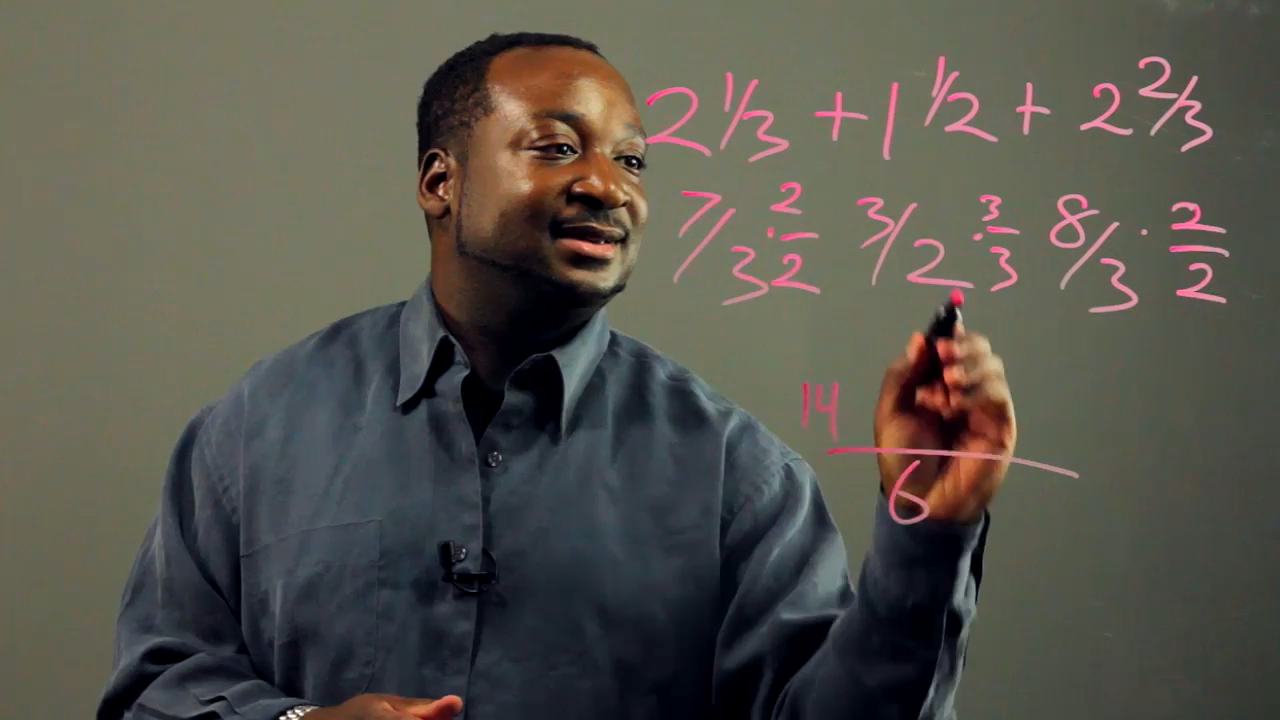 2 1/3 + 1 1/2 + 2 2/3
7/3 · 2/2 3/2 · 3/3 8/3 · 2/2
14
6